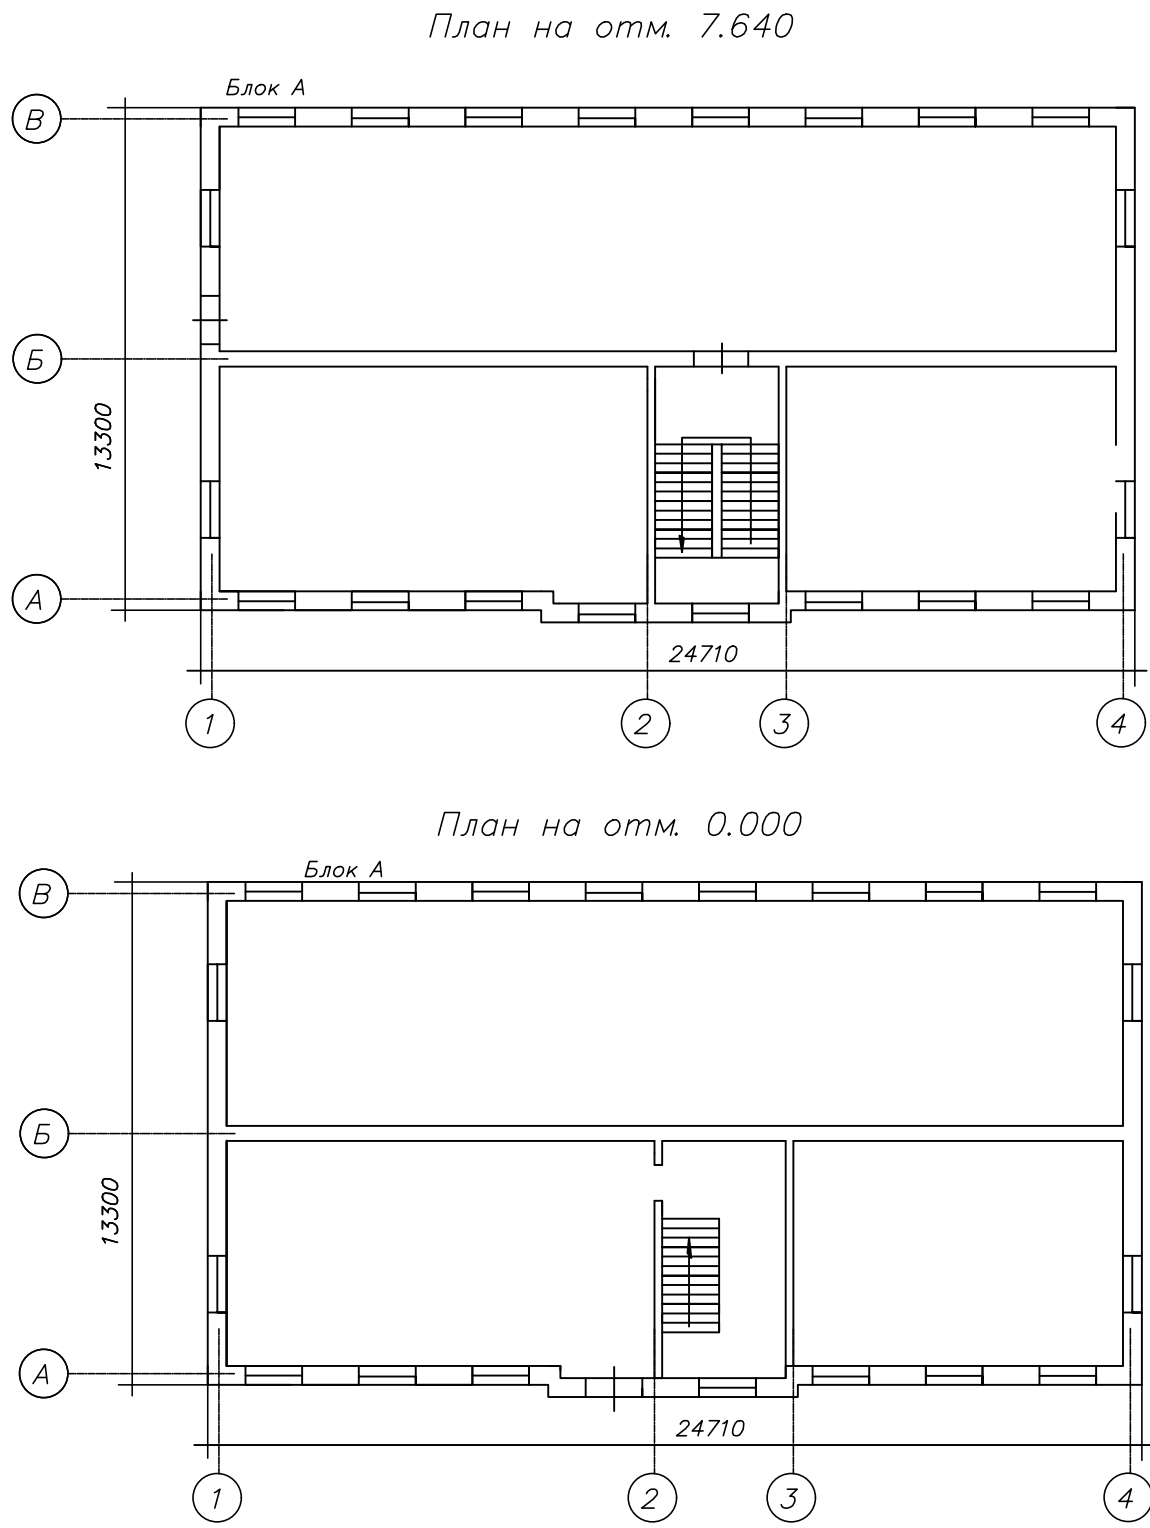 План на отм. 7.640
Блок А
В
Б
13300
А
24710
1
2
3
4
План на отм. 0.000
Блок А
В
Б
13300
А
24710
1
2
3
4